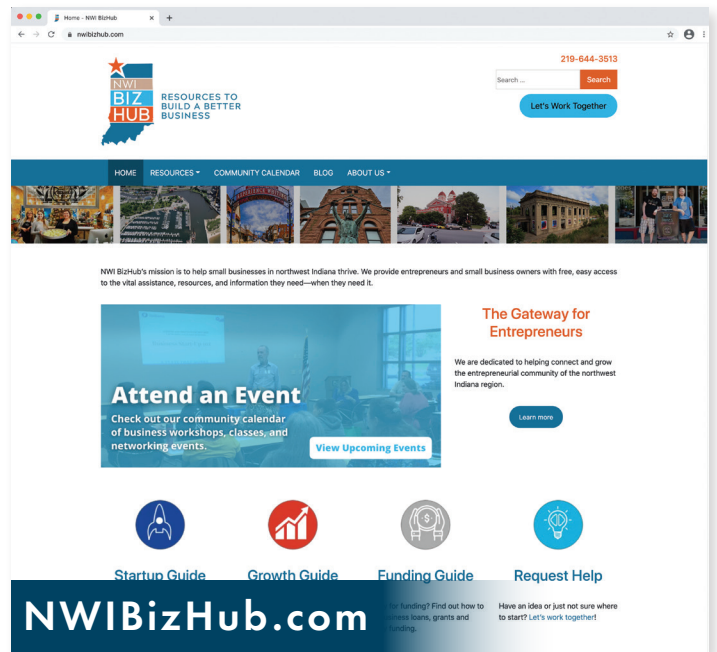 Home - NWI BizHub
nwibizhub.com
219-644-3513
Search ...
Search
Let's Work Together
NWI
BIZ
HUB
RESOURCES TO
BUILD A BETTER
BUSINESS
HOME
RESOURCES
COMMUNITY CALENDAR
BLOG
ABOUT US
NWI BizHub's mission is to help small businesses in northwest Indiana thrive. We provide entrepreneurs and small business owners with free, easy access
to the vital assistance, resources, and information they need—when they need it.
Attend an Event
Check out our community calendar
of business workshops, classes, and
networking events.
View Upcoming Events
The Gateway for
Entrepreneurs
We are dedicated to helping connect and grow
the entrepreneurial community of the northwest
Indiana region.
Learn more
Startup Guide
Growth Guide
Funding Guide
Request Help
for funding? Find out how to
loans, grants and
funding.
Have an idea or just not sure where
to start? Let's work together!
NWIBizHub.com